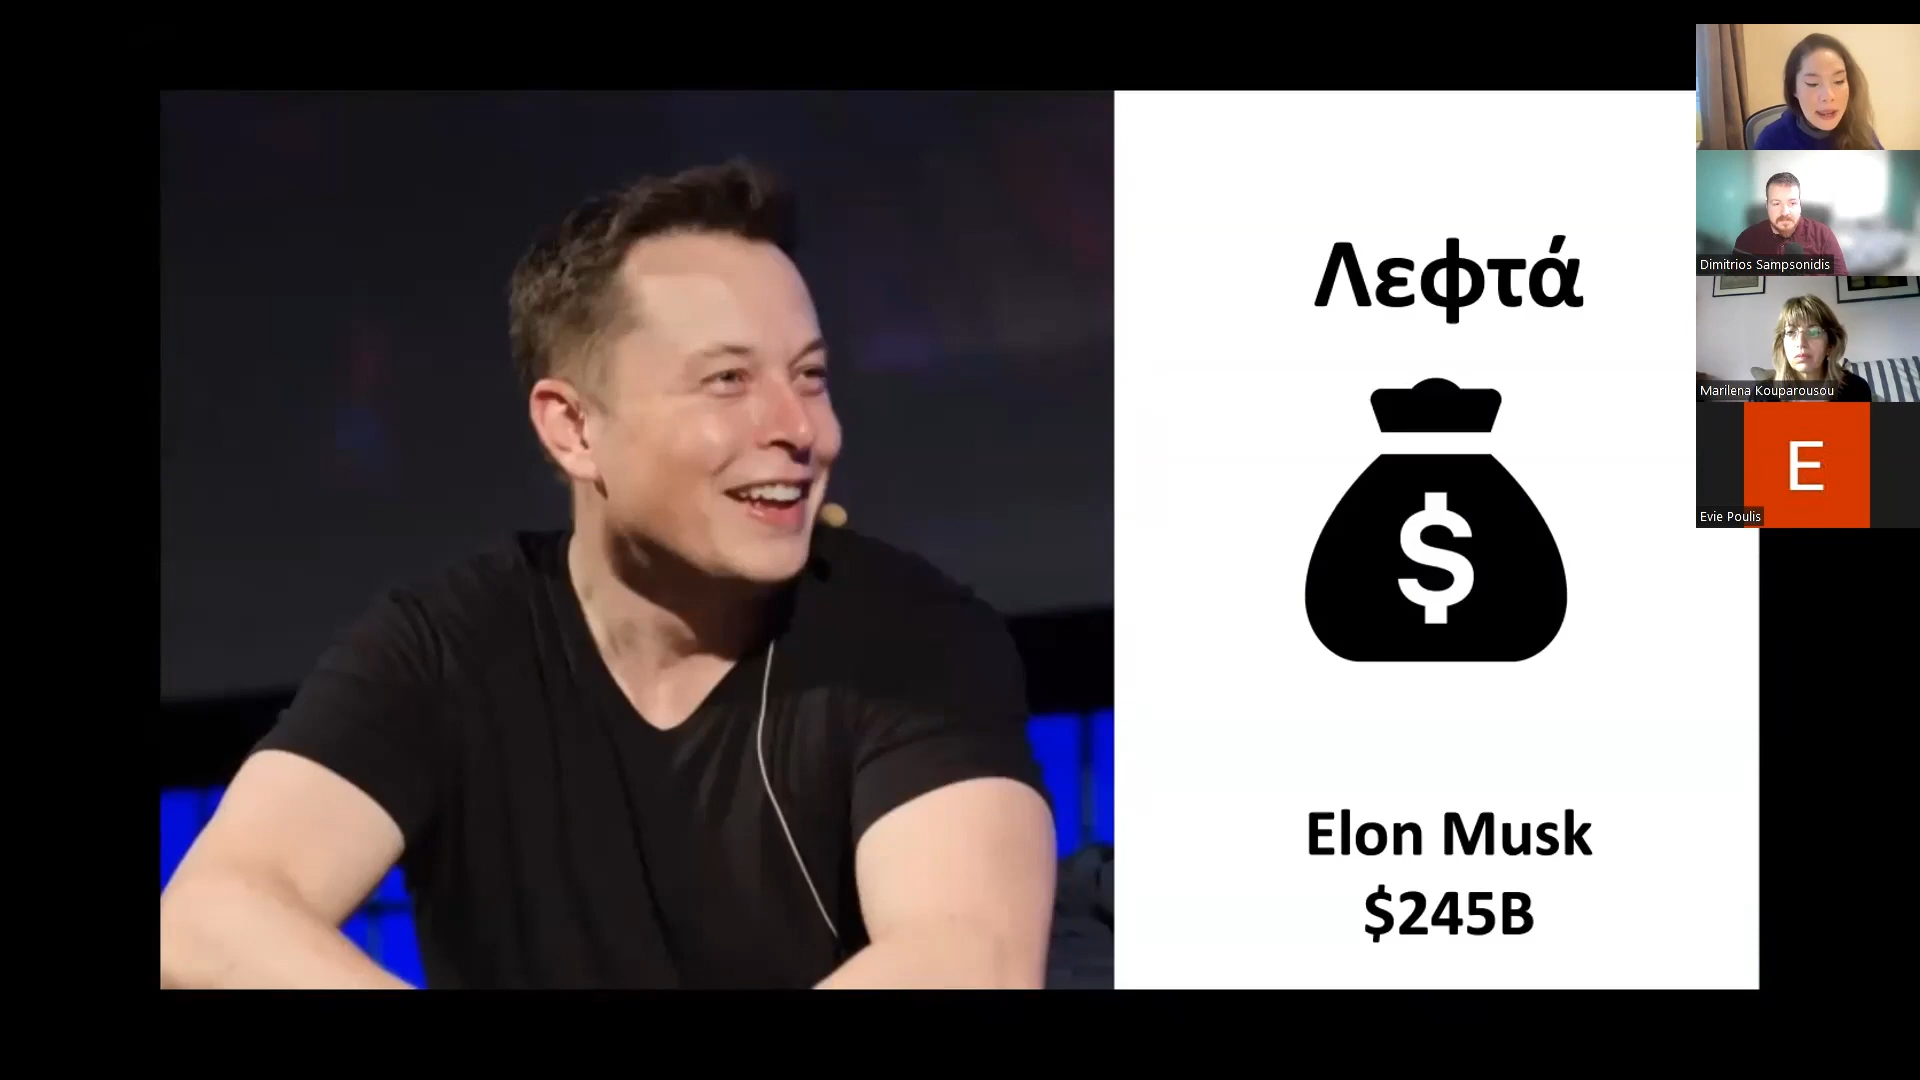 Λεφτά
$
Elon Musk
$245B
Dimitrios Sampsonidis
Marilena Kouparousou
E
Evie Poulis